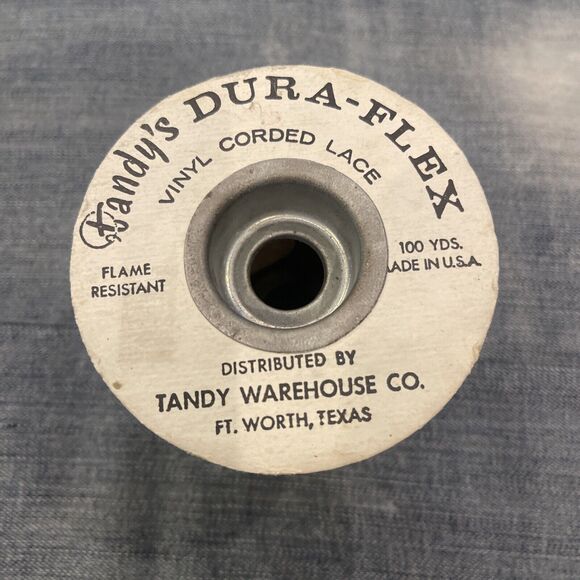 Tandy's DURA-FLEX
VINYL CORDED LACE
FLAME
RESISTANT
100 YDS.
MADE IN U.S.A.
DISTRIBUTED BY
TANDY WAREHOUSE CO.
FT. WORTH, TEXAS